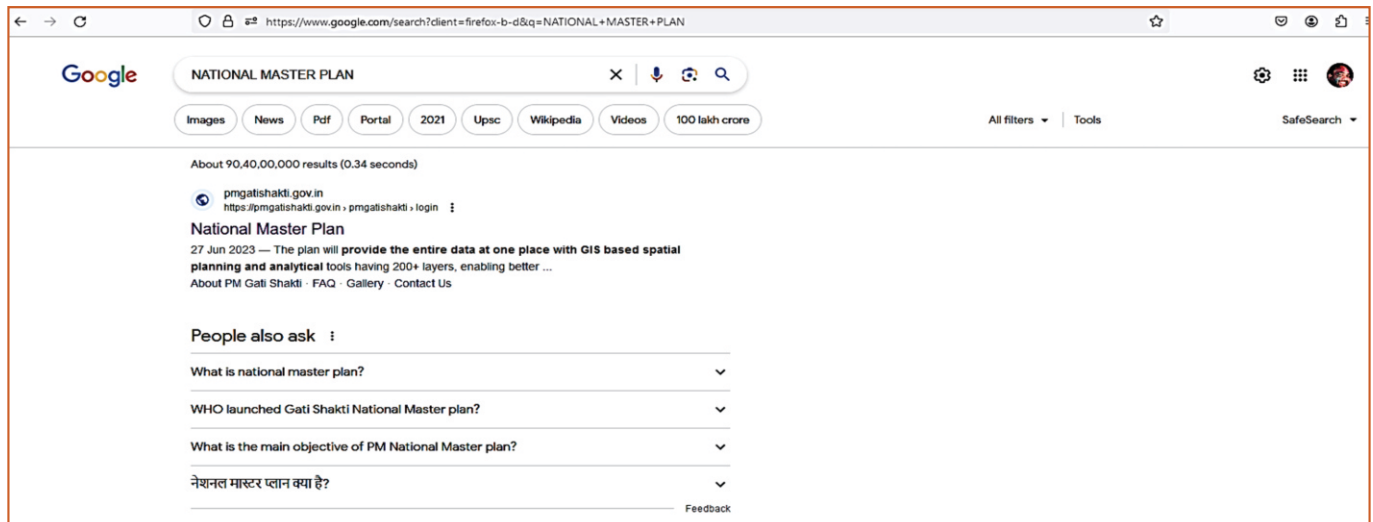 https://www.google.com/search?client=firefox-b-d&q=NATIONAL+MASTER+PLAN
Google
NATIONAL MASTER PLAN
Images
News
Pdf
Portal
2021
Upsc
Wikipedia
Videos
100 lakh crore
All filters
Tools
SafeSearch
About 90,40,00,000 results (0.34 seconds)
pmgatishakti.gov.in
https://pmgatishakti.gov.in › pmgatishakti › login
National Master Plan
27 Jun 2023 — The plan will provide the entire data at one place with GIS based spatial
planning and analytical tools having 200+ layers, enabling better ...
About PM Gati Shakti · FAQ · Gallery · Contact Us
People also ask
What is national master plan?
WHO launched Gati Shakti National Master plan?
What is the main objective of PM National Master plan?
नेशनल मास्टर प्लान क्या है?
Feedback